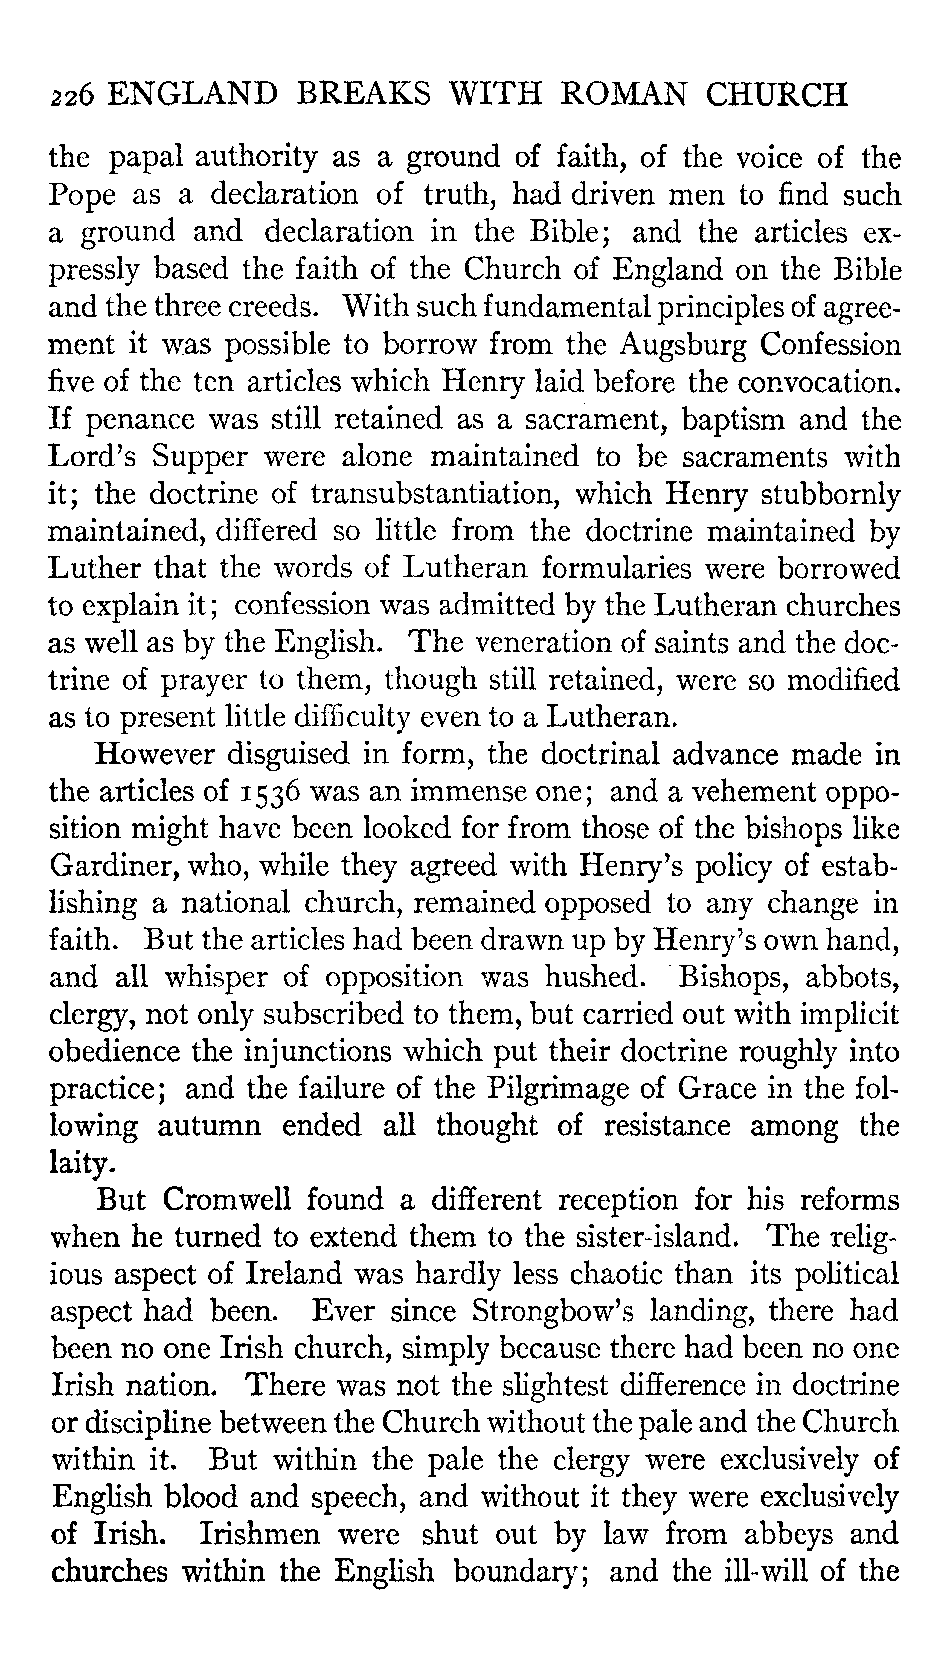 226 ENGLAND BREAKS WITH ROMAN CHURCH
the papal authority as a ground of faith, of the voice of the
Pope as a declaration of truth, had driven men to find such
a ground and declaration in the Bible; and the articles ex-
pressly based the faith of the Church of England on the Bible
and the three creeds. With such fundamental principles of agree-
ment it was possible to borrow from the Augsburg Confession
five of the ten articles which Henry laid before the convocation.
If penance was still retained as a sacrament, baptism and the
Lord's Supper were alone maintained to be sacraments with
it; the doctrine of transubstantiation, which Henry stubbornly
maintained, differed so little from the doctrine maintained by
Luther that the words of Lutheran formularies were borrowed
to explain it; confession was admitted by the Lutheran churches
as well as by the English. The veneration of saints and the doc-
trine of prayer to them, though still retained, were so modified
as to present little difficulty even to a Lutheran.
However disguised in form, the doctrinal advance made in
the articles of 1536 was an immense one; and a vehement oppo-
sition might have been looked for from those of the bishops like
Gardiner, who, while they agreed with Henry's policy of estab-
lishing a national church, remained opposed to any change in
faith. But the articles had been drawn up by Henry's own hand,
and all whisper of opposition was hushed. Bishops, abbots,
clergy, not only subscribed to them, but carried out with implicit
obedience the injunctions which put their doctrine roughly into
practice; and the failure of the Pilgrimage of Grace in the fol-
lowing autumn ended all thought of resistance among the
laity.
But Cromwell found a different reception for his reforms
when he turned to extend them to the sister-island. The relig-
ious aspect of Ireland was hardly less chaotic than its political
aspect had been. Ever since Strongbow's landing, there had
been no one Irish church, simply because there had been no one
Irish nation. There was not the slightest difference in doctrine
or discipline between the Church without the pale and the Church
within it. But within the pale the clergy were exclusively of
English blood and speech, and without it they were exclusively
of Irish. Irishmen were shut out by law from abbeys and
churches within the English boundary; and the ill-will of the